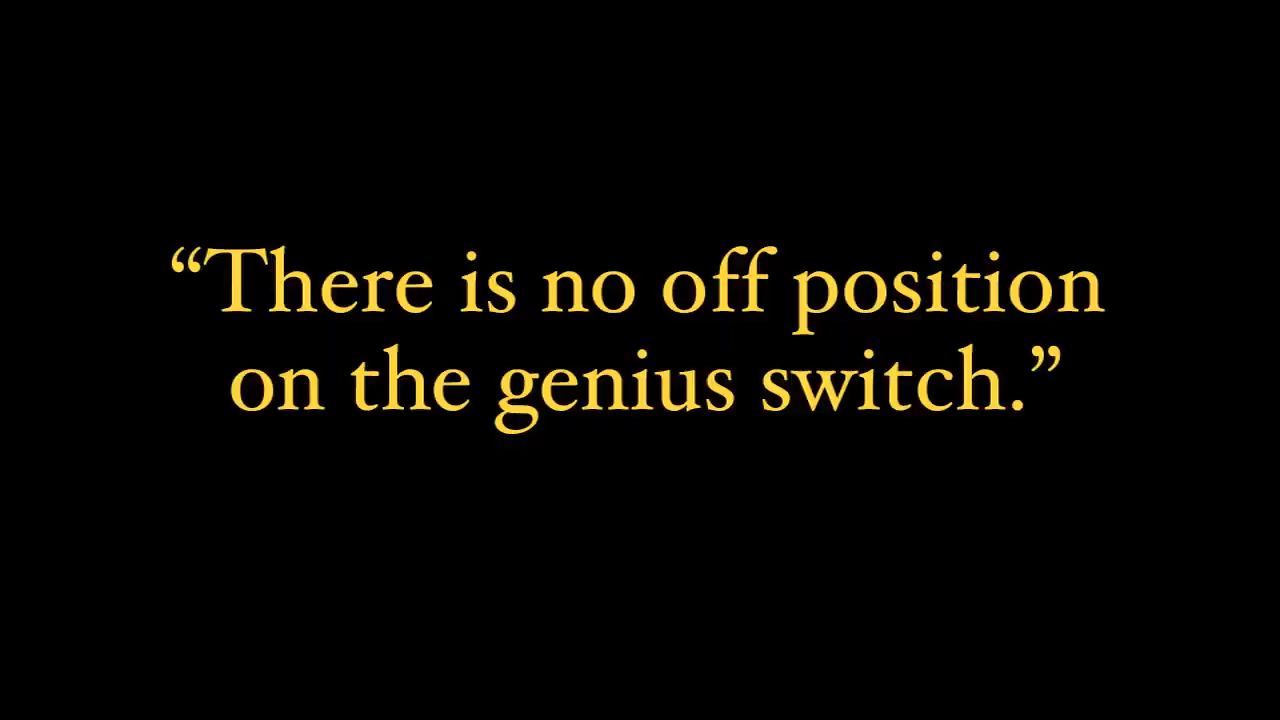 “There is no off position
on the genius switch.”